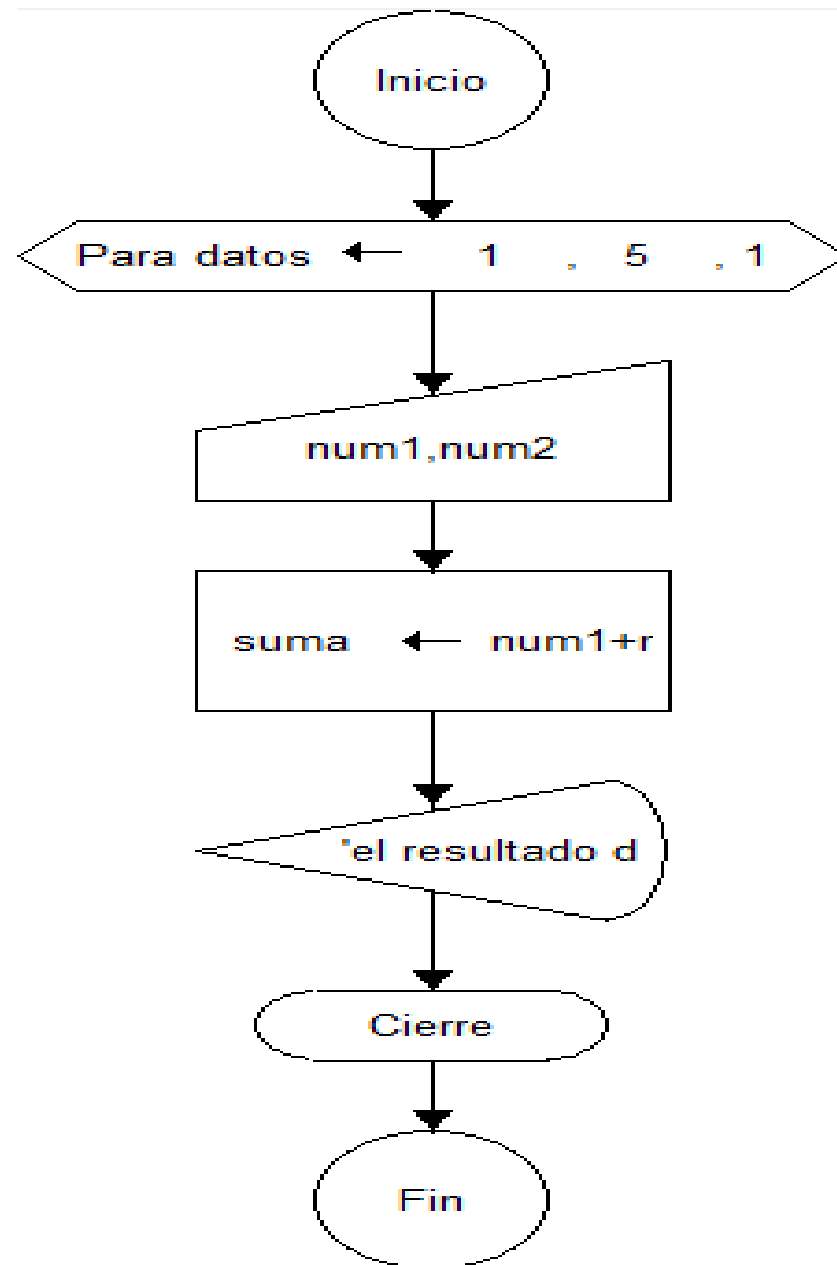 Inicio
Para datos ← 1 , 5 , 1
num1,num2
suma ← num1+r
'el resultado d
Cierre
Fin